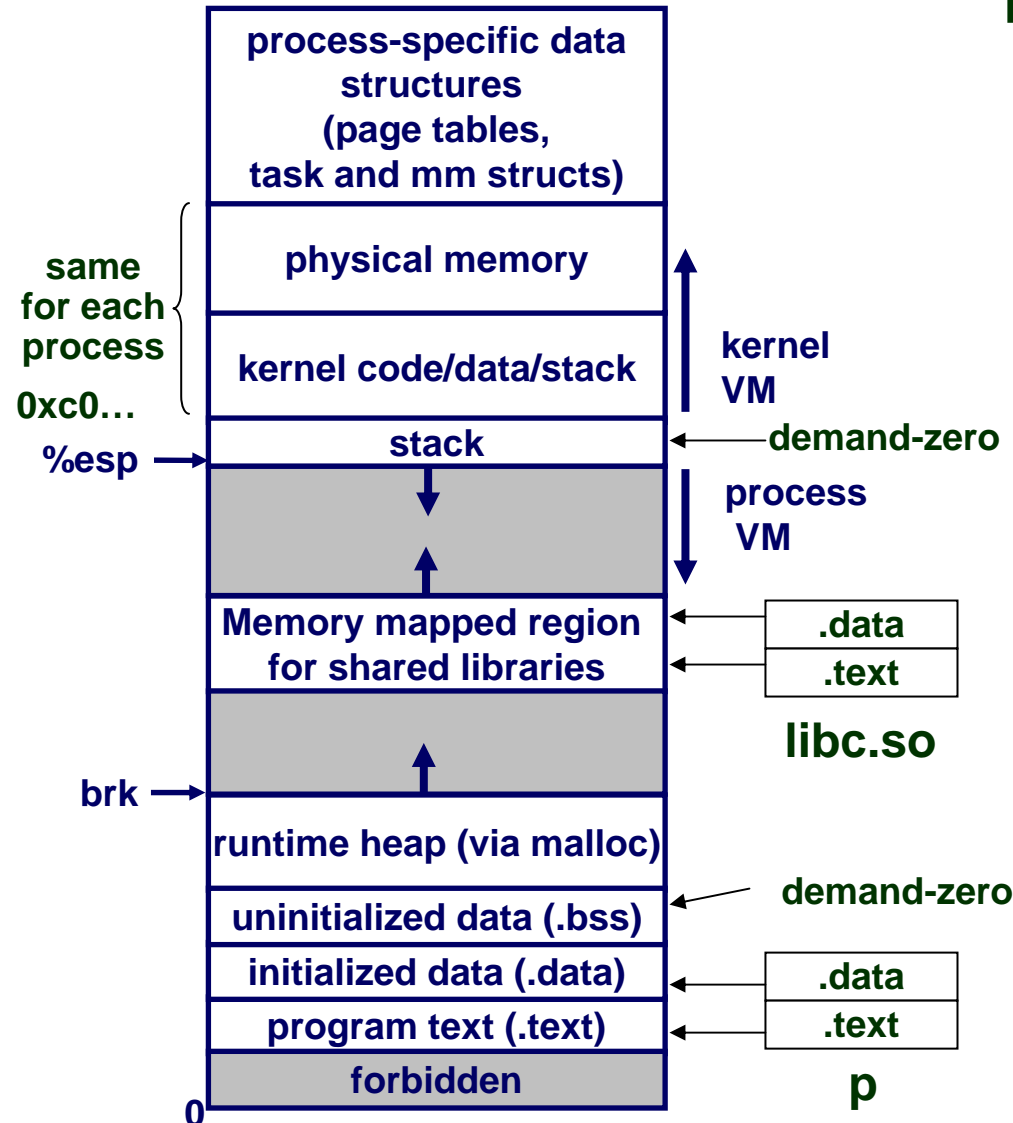 process-specific data
structures
(page tables,
task and mm structs)
same
for each
process
physical memory
kernel code/data/stack
kernel
VM
0xc0…
%esp
stack
demand-zero
process
VM
Memory mapped region
for shared libraries
.data
.text
libc.so
brk
runtime heap (via malloc)
uninitialized data (.bss)
demand-zero
initialized data (.data)
program text (.text)
.data
.text
p
forbidden
0